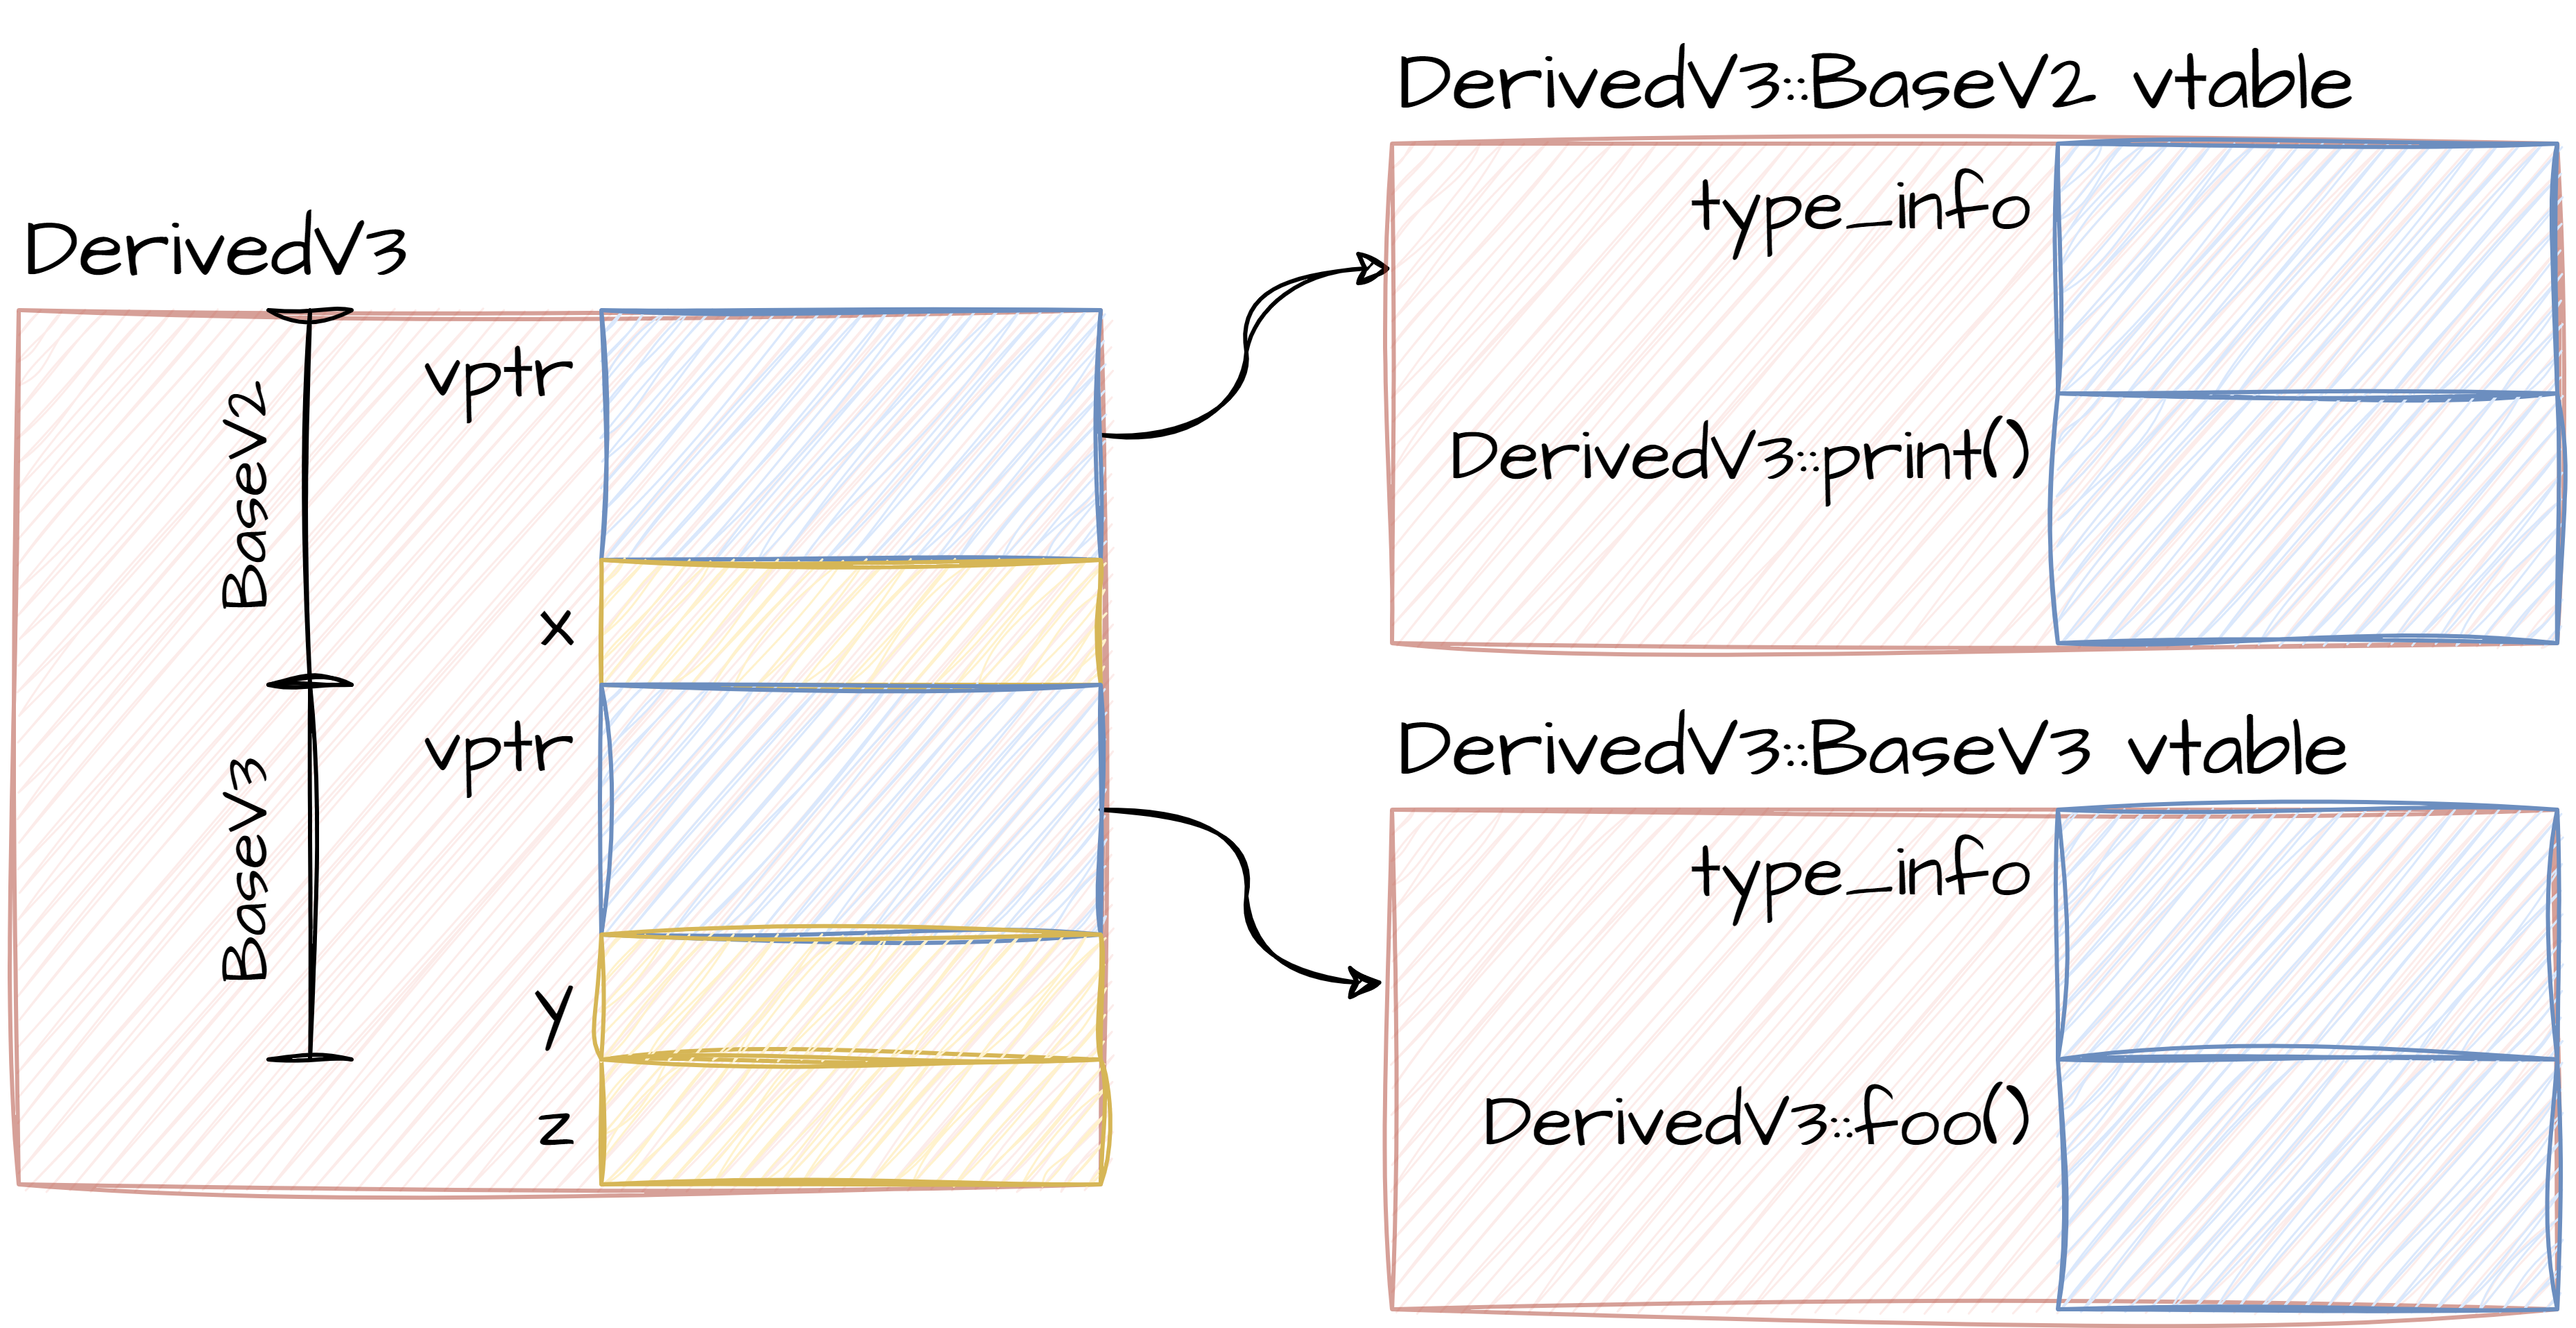 DerivedV3
BaseV2
vptr
x
BaseV3
vptr
y
z
DerivedV3::BaseV2 vtable
type_info
DerivedV3::print()
DerivedV3::BaseV3 vtable
type_info
DerivedV3::foo()